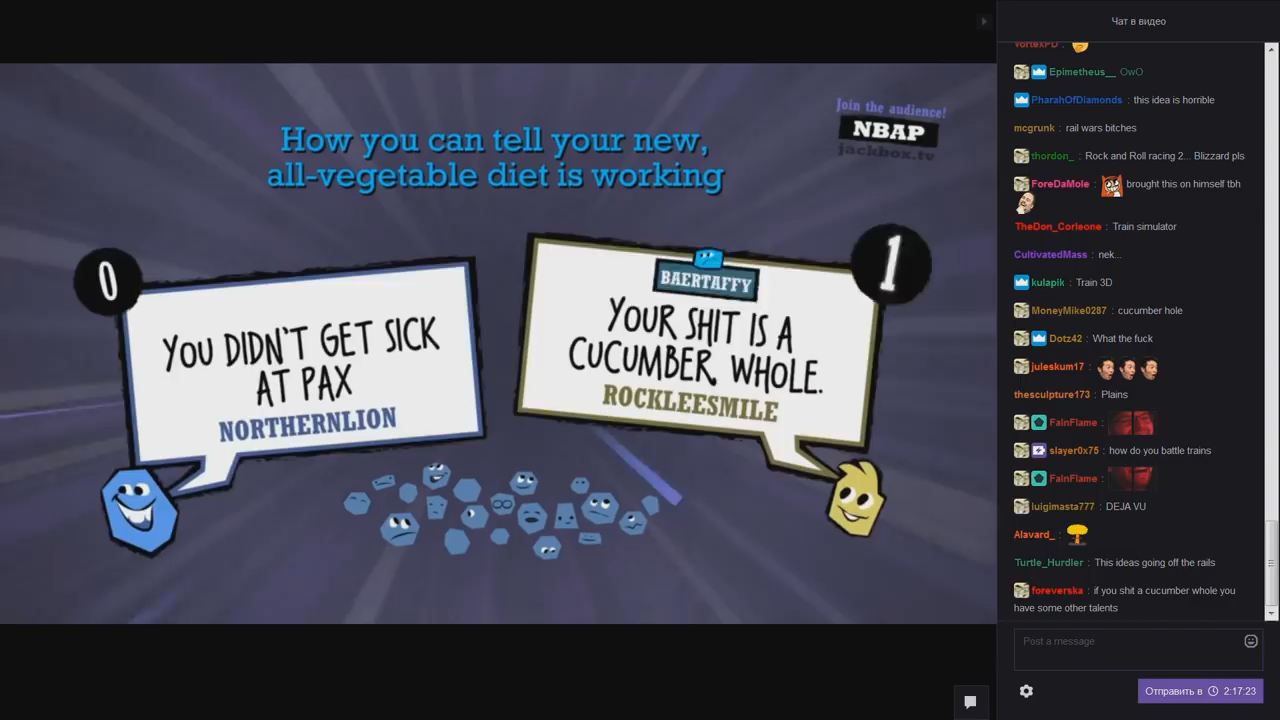 Join the audience!
NBAP
jackbox.tv
How you can tell your new,
all-vegetable diet is working
0
YOU DIDN'T GET SICK
AT PAX
NORTHERNLION
1
BAERTAFFY
YOUR SHIT IS A
CUCUMBER, WHOLE.
ROCKLEESMILE
Чат в видео
VortexPD :
Epimetheus__ OwO
PharahOfDiamonds : this idea is horrible
mcgrunk : rail wars bitches
thordon_ : Rock and Roll racing 2... Blizzard pls
ForeDaMole : brought this on himself tbh
TheDon_Corleone : Train simulator
CultivatedMass : nek...
kulapik : Train 3D
MoneyMike0287 : cucumber hole
Dotz42 : What the fuck
juleskum17 :
thesculpture173 : Plains
FainFlame :
slayer0x75 : how do you battle trains
FainFlame :
luigimasta777 : DEJA VU
Alavard_ :
Turtle_Hurdler : This ideas going off the rails
foreverska : if you shit a cucumber whole you
have some other talents
Post a message
Отправить в 2:17:23